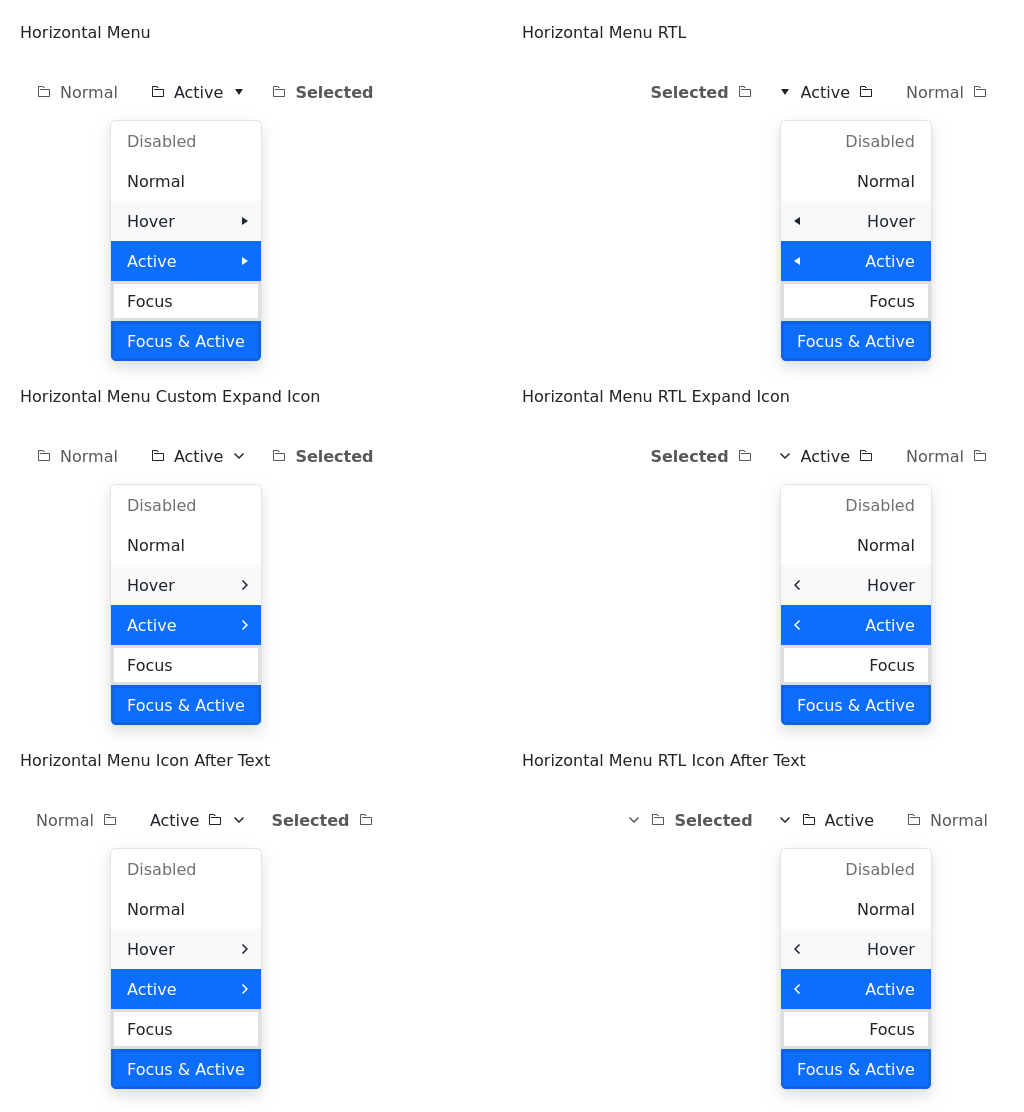 Horizontal Menu
Normal Active Selected
Disabled
Normal
Hover
Active
Focus
Focus & Active
Horizontal Menu RTL
Selected Active Normal
Disabled
Normal
Hover
Active
Focus
Focus & Active
Horizontal Menu Custom Expand Icon
Normal Active Selected
Disabled
Normal
Hover
Active
Focus
Focus & Active
Horizontal Menu RTL Expand Icon
Selected Active Normal
Disabled
Normal
Hover
Active
Focus
Focus & Active
Horizontal Menu Icon After Text
Normal Active Selected
Disabled
Normal
Hover
Active
Focus
Focus & Active
Horizontal Menu RTL Icon After Text
Selected Active Normal
Disabled
Normal
Hover
Active
Focus
Focus & Active